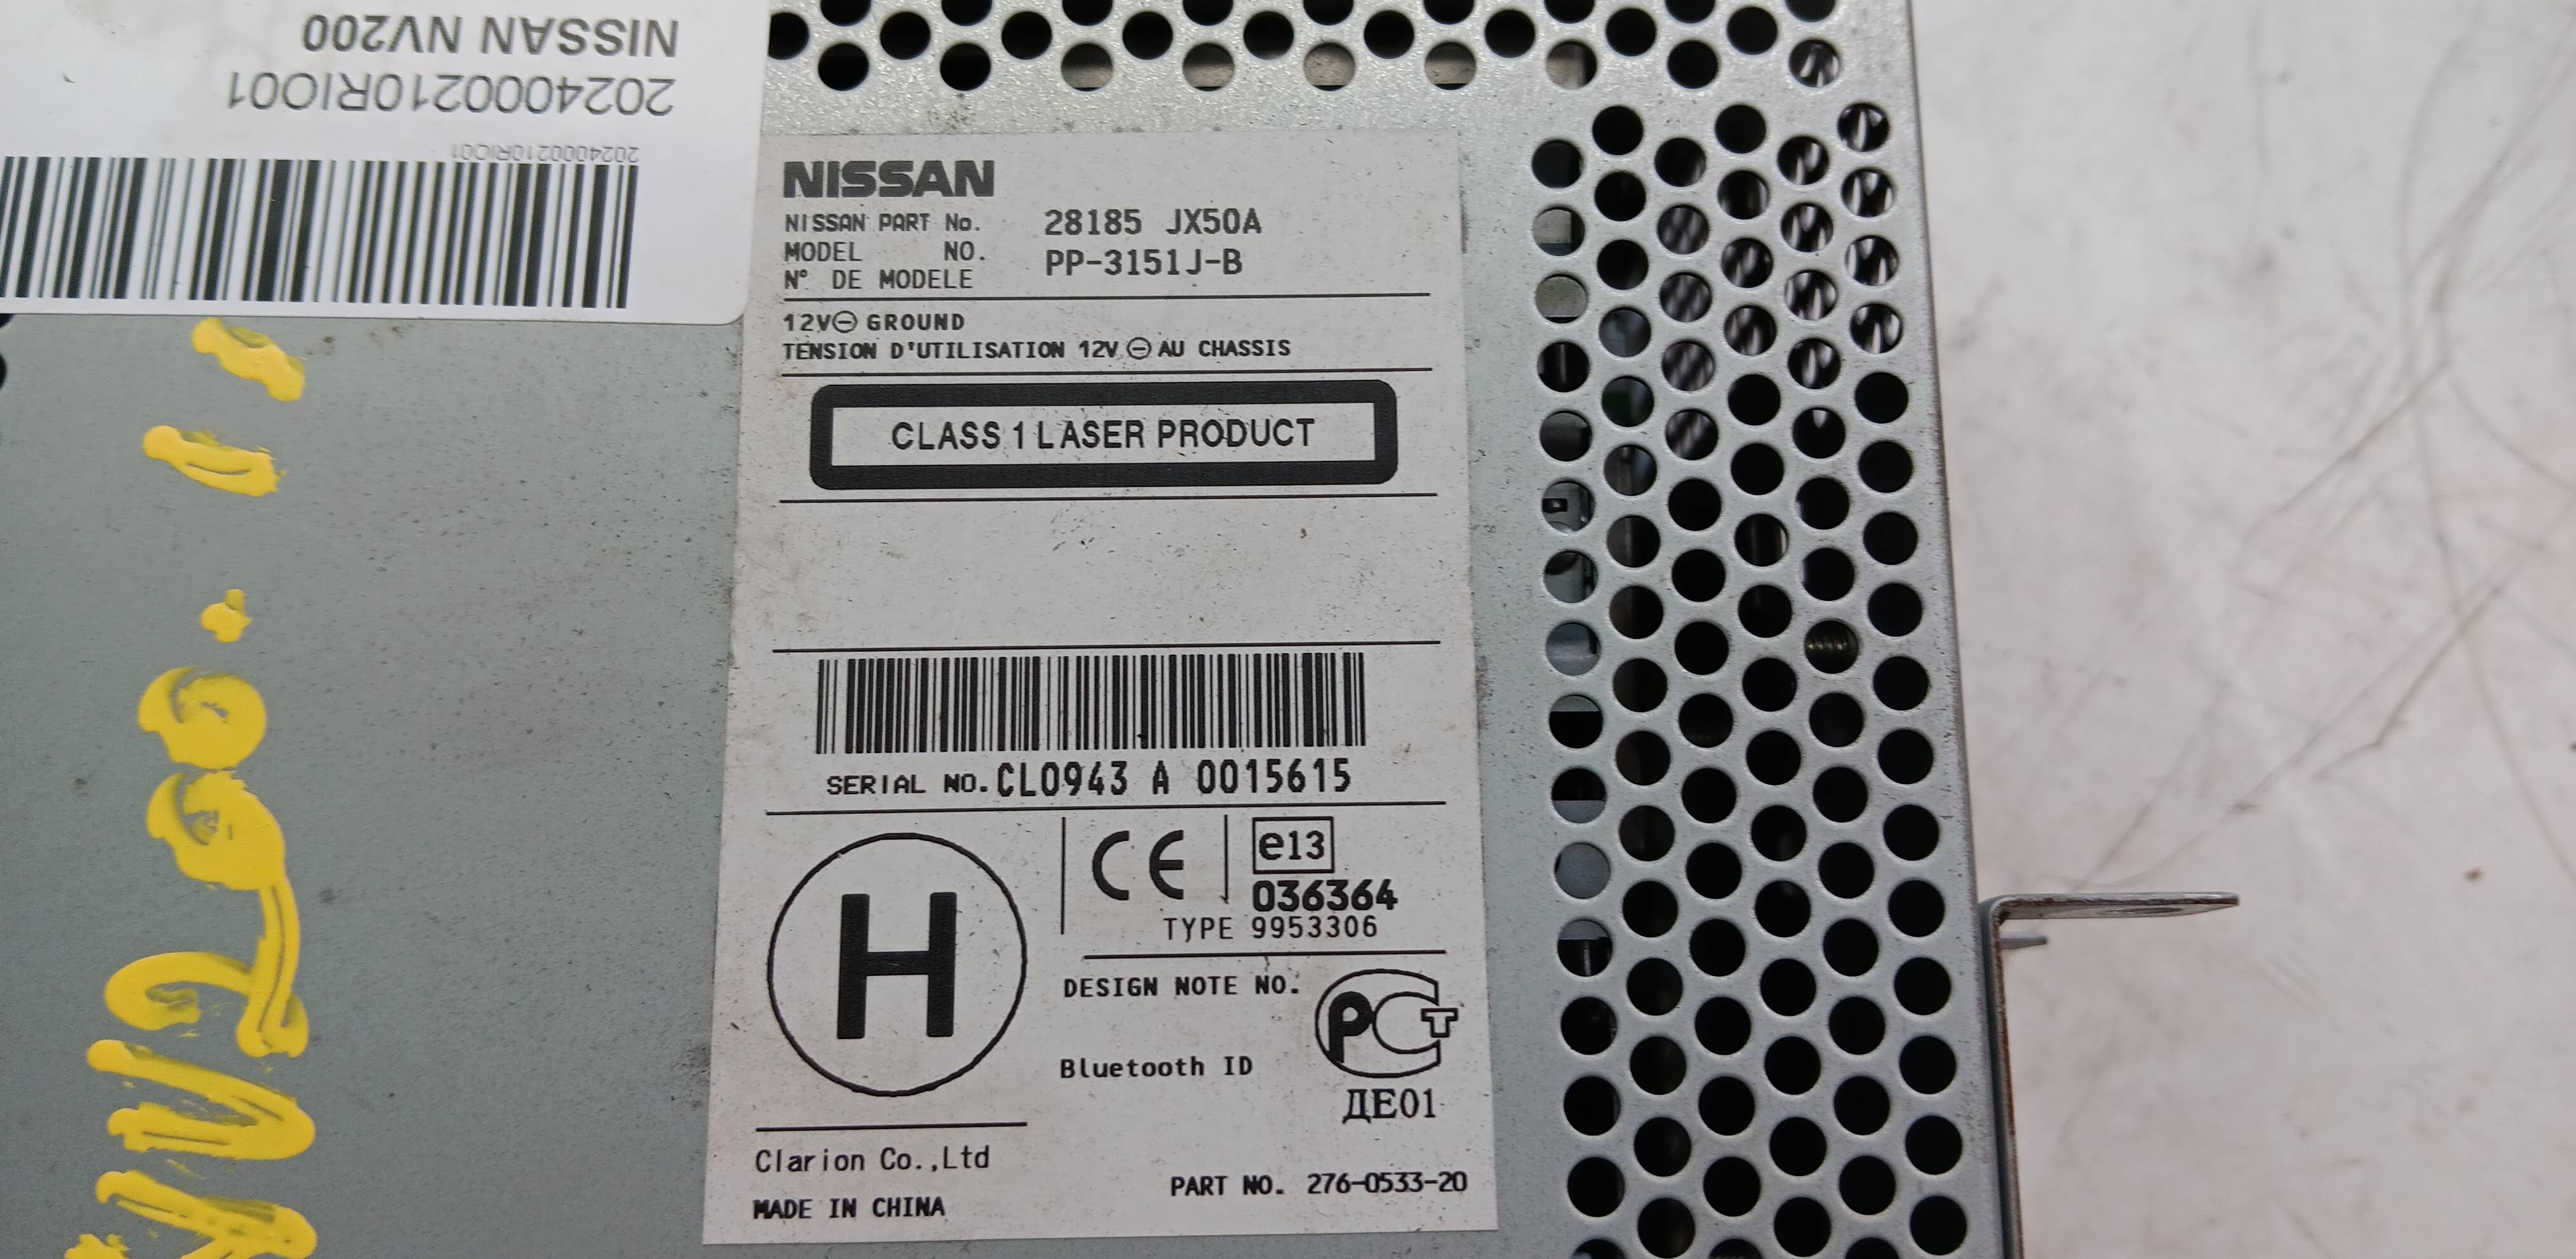 NISSAN NV200
2024000210RIO01
2024000210RIO01
NISSAN
NISSAN PART No. 28185 JX50A
MODEL NO. PP-3151J-B
N° DE MODELE
12V⊖ GROUND
TENSION D'UTILISATION 12V ⊖ AU CHASSIS
CLASS 1 LASER PRODUCT
SERIAL NO. CL0943 A 0015615
H
CE
e13
036364
TYPE 9953306
DESIGN NOTE NO.
PCT
Bluetooth ID
ДЕ01
Clarion Co.,Ltd
MADE IN CHINA
PART NO. 276-0533-20